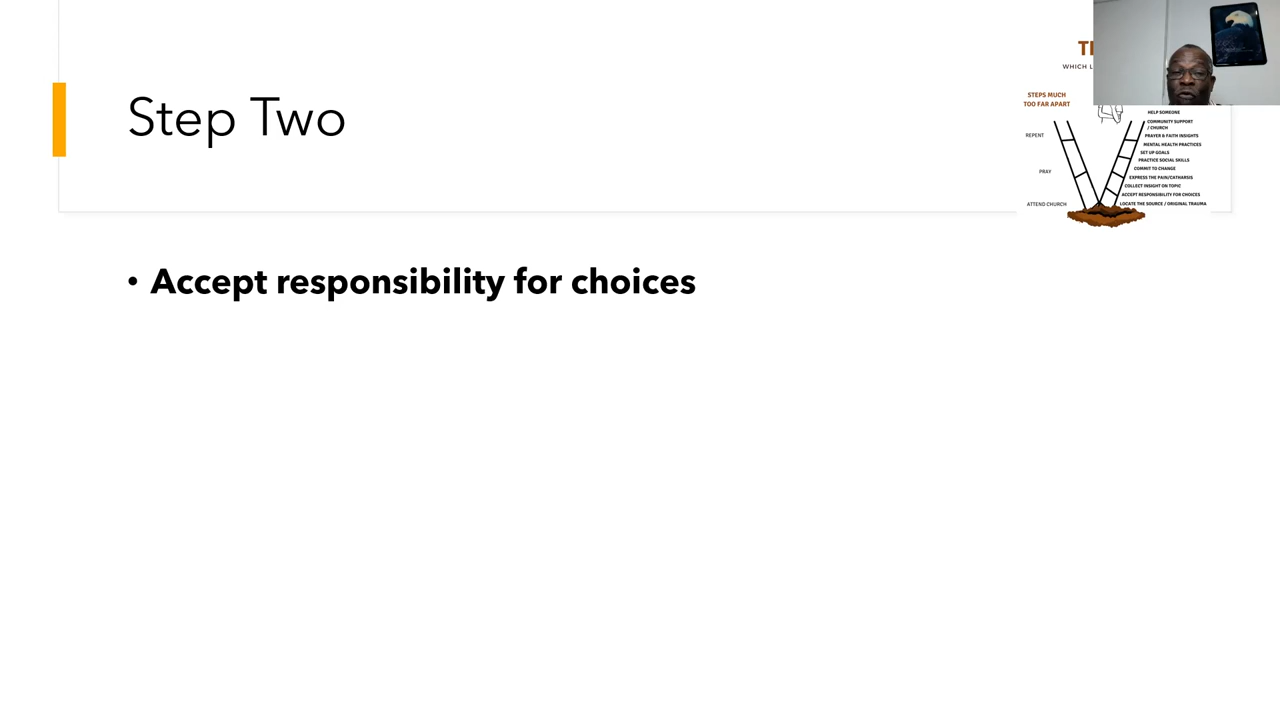 Step Two
• Accept responsibility for choices
WHICH
STEPS MUCH
TOO FAR APART
REPENT
PRAY
ATTEND CHURCH
HELP SOMEONE
COMMUNITY SUPPORT
/ CHURCH
PRAYER & FAITH INSIGHTS
MENTAL HEALTH PRACTICES
SET UP GOALS
PRACTICE SOCIAL SKILLS
COMMIT TO CHANGE
EXPRESS THE PAIN/CATHARSIS
COLLECT INSIGHT ON TOPIC
ACCEPT RESPONSIBILITY FOR CHOICES
LOCATE THE SOURCE / ORIGINAL TRAUMA